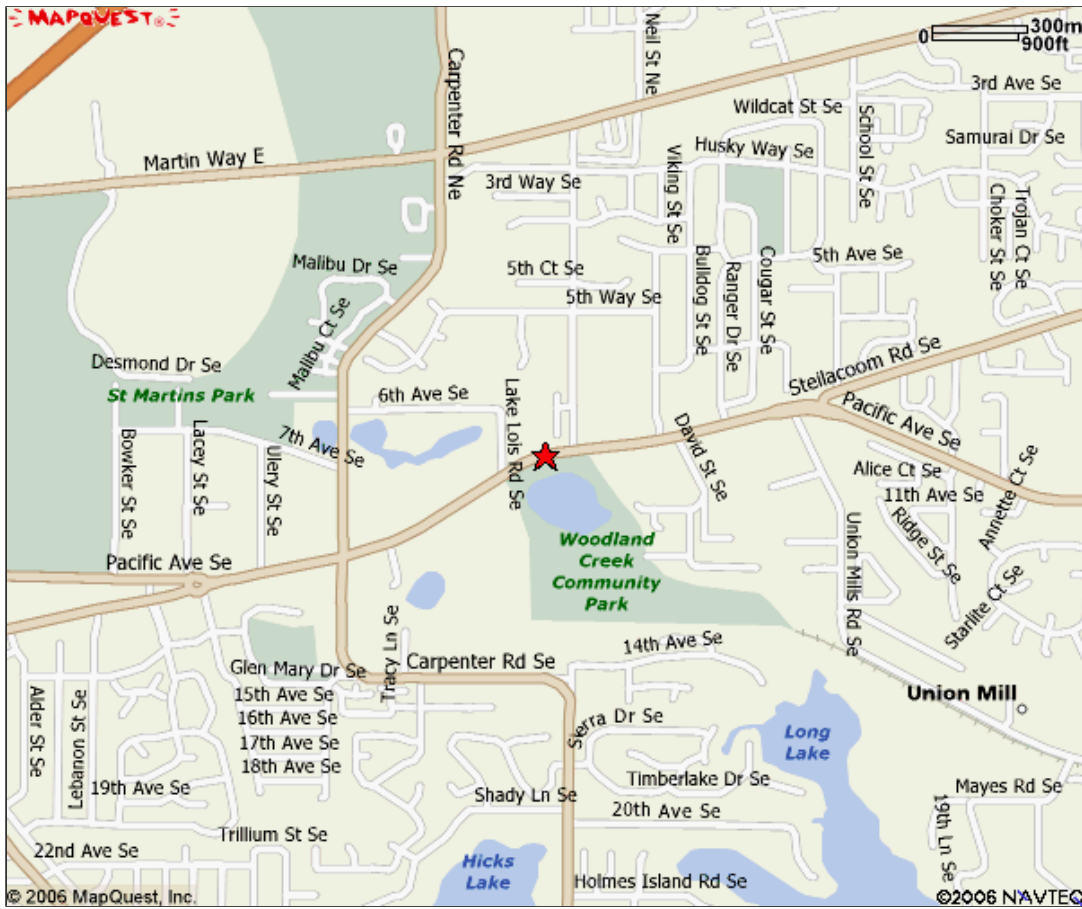 MAPQUEST®
0 300m
900ft
Carpenter Rd Ne
Neil St Ne
3rd Ave Se
Wildcat St Se
School St Se
Samurai Dr Se
Husky Way Se
Martin Way E
Viking St Se
3rd Way Se
Trojan Ct Se
Choker St Se
Malibu Dr Se
5th Ct Se
Bulldog St Se
Ranger Dr Se
Cougar St Se
5th Ave Se
5th Way Se
Malibu Ct Se
Desmond Dr Se
Steilacoom Rd Se
St Martins Park
6th Ave Se
Lake Lois Rd Se
Pacific Ave Se
Bowker St Se
Lacey St Se
7th Ave Se
Ulery St Se
David St Se
Alice Ct Se
11th Ave Se
Annette Ct Se
Ridge St Se
Union Mills Rd Se
Woodland
Creek
Community
Park
Pacific Ave Se
Starlite Ct Se
Tracy Ln Se
14th Ave Se
Glen Mary Dr Se
Carpenter Rd Se
15th Ave Se
16th Ave Se
17th Ave Se
18th Ave Se
Alder St Se
Lebanon St Se
Union Mill
Sierra Dr Se
Long
Lake
Timberlake Dr Se
19th Ave Se
Shady Ln Se
20th Ave Se
Mayes Rd Se
19th Ln Se
Trillium St Se
22nd Ave Se
Hicks
Lake
Holmes Island Rd Se
© 2006 MapQuest, Inc.
©2006 NAVTEQ